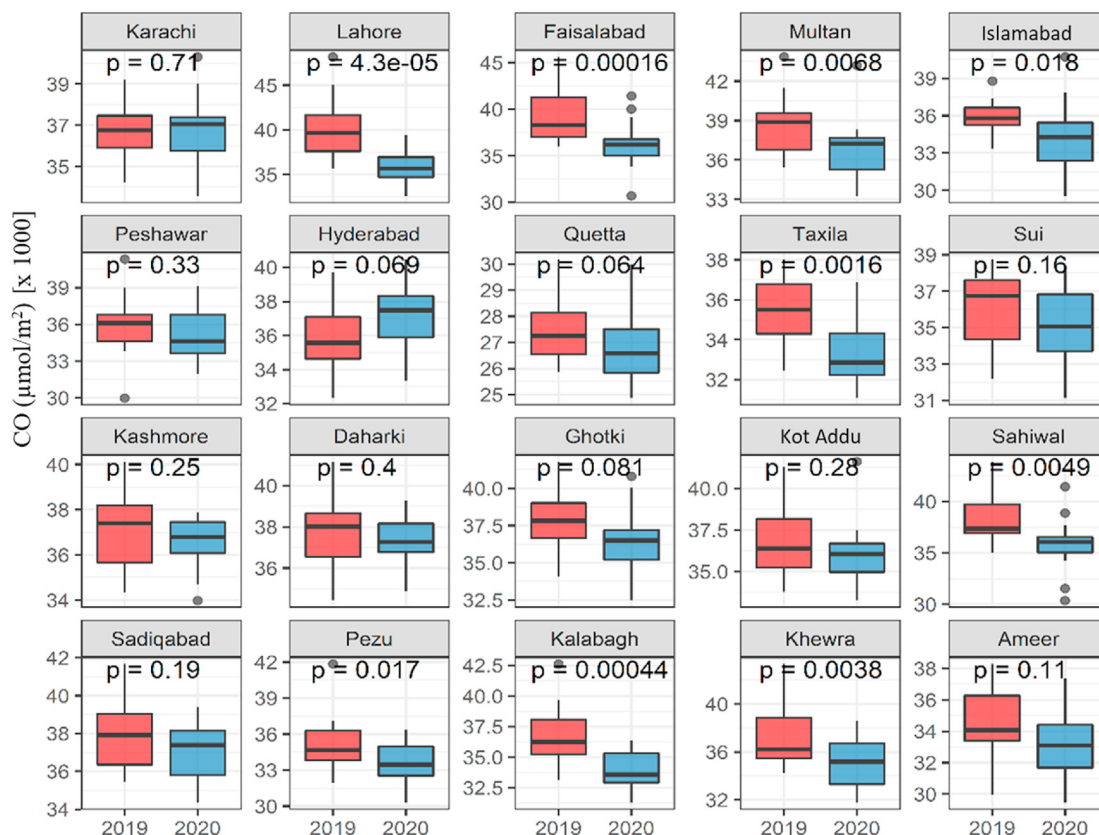 Karachi
p = 0.71
39
37
35
Lahore
p = 4.3e-05
45
40
35
Faisalabad
p = 0.00016
45
40
35
30
Multan
p = 0.0068
42
39
36
33
Islamabad
p = 0.018
39
36
33
30
CO (µmol/m²) [x 1000]
Peshawar
p = 0.33
39
36
33
30
Hyderabad
p = 0.069
40
38
36
34
32
Quetta
p = 0.064
30
29
28
27
26
25
Taxila
p = 0.0016
38
36
34
32
Sui
p = 0.16
39
37
35
33
31
Kashmore
p = 0.25
40
38
36
34
Daharki
p = 0.4
40
38
36
Ghotki
p = 0.081
40.0
37.5
35.0
32.5
Kot Addu
p = 0.28
40.0
37.5
35.0
Sahiwal
p = 0.0049
40
35
30
Sadiqabad
p = 0.19
42
40
38
36
34
2019 2020
Pezu
p = 0.017
42
39
36
33
30
2019 2020
Kalabagh
p = 0.00044
42.5
40.0
37.5
35.0
32.5
2019 2020
Khewra
p = 0.0038
40
36
32
2019 2020
Ameer
p = 0.11
38
36
34
32
30
2019 2020